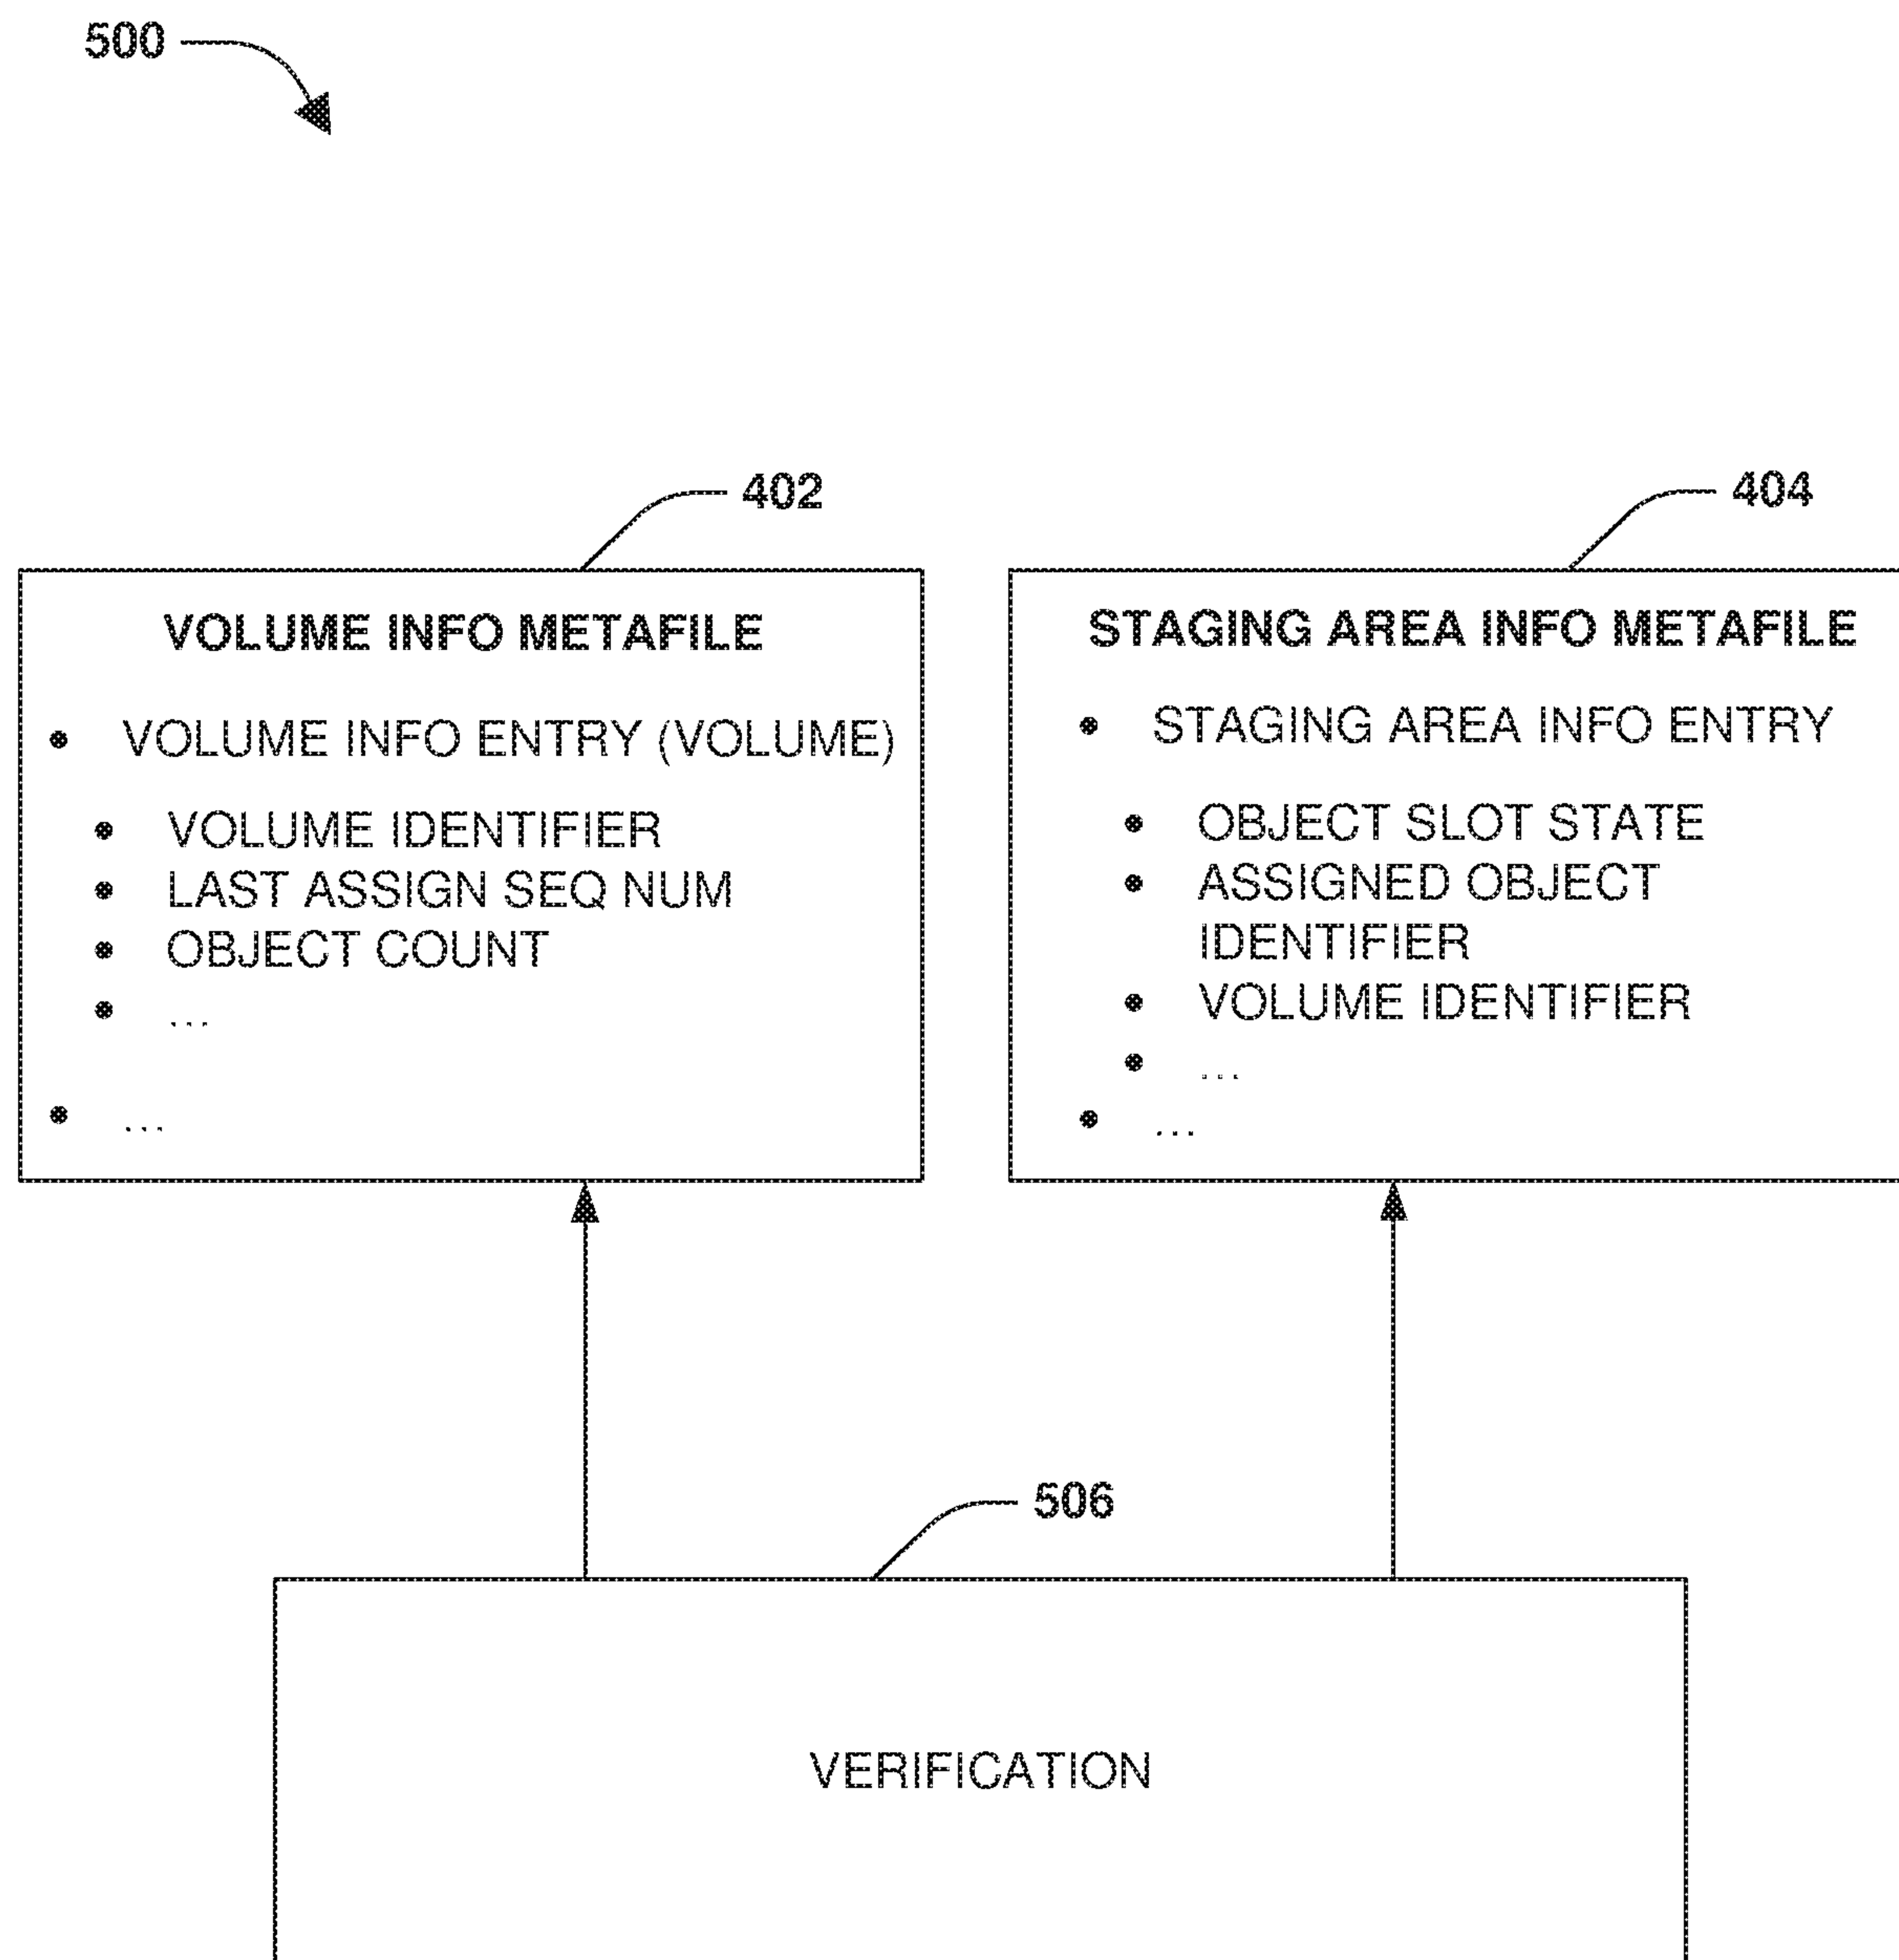 500
402
VOLUME INFO METAFILE
• VOLUME INFO ENTRY (VOLUME)
• VOLUME IDENTIFIER
• LAST ASSIGN SEQ NUM
• OBJECT COUNT
• ...
• ...
404
STAGING AREA INFO METAFILE
• STAGING AREA INFO ENTRY
• OBJECT SLOT STATE
• ASSIGNED OBJECT
IDENTIFIER
• VOLUME IDENTIFIER
• ...
• ...
506
VERIFICATION